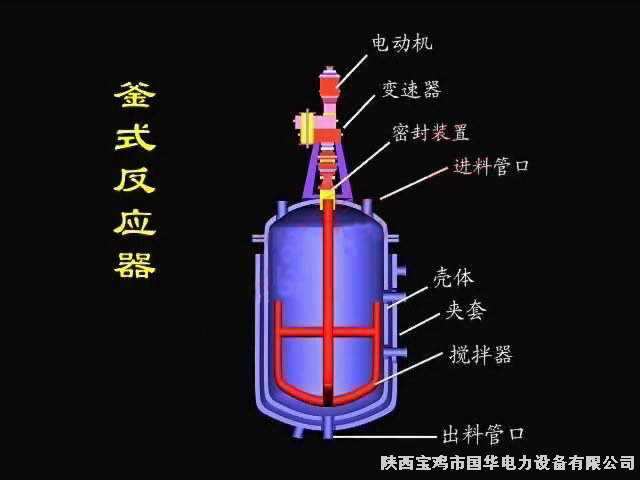 釜式反应器
电动机
变速器
密封装置
进料管口
壳体
夹套
搅拌器
出料管口
陕西宝鸡市国华电力设备有限公司